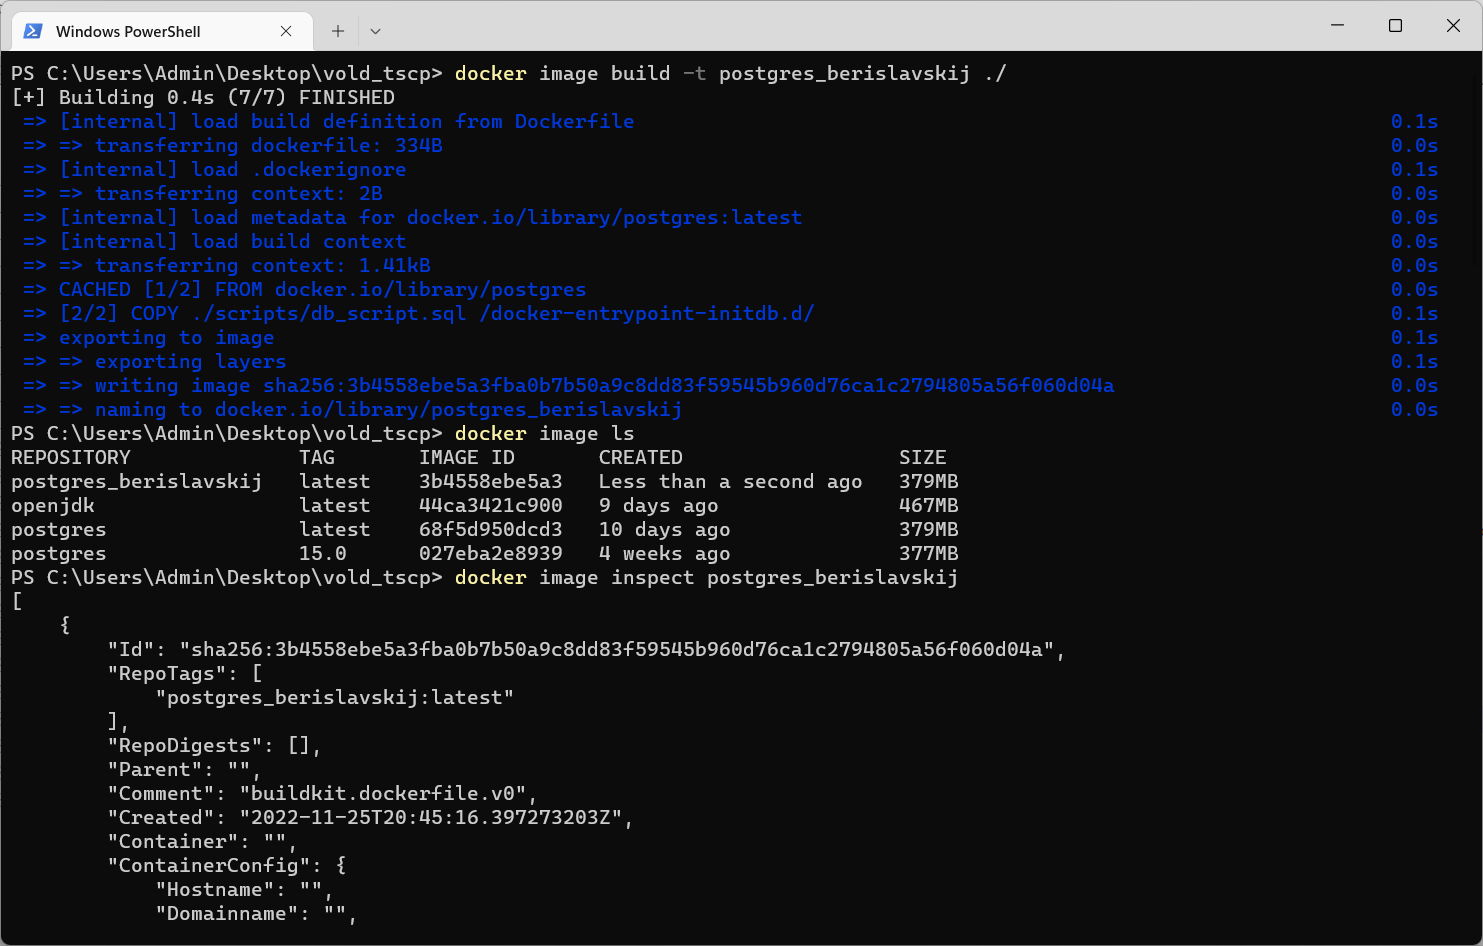 Windows PowerShell
PS C:\Users\Admin\Desktop\vold_tscp> docker image build -t postgres_berislavskij ./
[+] Building 0.4s (7/7) FINISHED
=> [internal] load build definition from Dockerfile 0.1s
=> => transferring dockerfile: 334B 0.0s
=> [internal] load .dockerignore 0.1s
=> => transferring context: 2B 0.0s
=> [internal] load metadata for docker.io/library/postgres:latest 0.0s
=> [internal] load build context 0.0s
=> => transferring context: 1.41kB 0.0s
=> CACHED [1/2] FROM docker.io/library/postgres 0.0s
=> [2/2] COPY ./scripts/db_script.sql /docker-entrypoint-initdb.d/ 0.1s
=> exporting to image 0.1s
=> => exporting layers 0.1s
=> => writing image sha256:3b4558ebe5a3fba0b7b50a9c8dd83f59545b960d76ca1c2794805a56f060d04a 0.0s
=> => naming to docker.io/library/postgres_berislavskij 0.0s
PS C:\Users\Admin\Desktop\vold_tscp> docker image ls
REPOSITORY TAG IMAGE ID CREATED SIZE
postgres_berislavskij latest 3b4558ebe5a3 Less than a second ago 379MB
openjdk latest 44ca3421c900 9 days ago 467MB
postgres latest 68f5d950dcd3 10 days ago 379MB
postgres 15.0 027eba2e8939 4 weeks ago 377MB
PS C:\Users\Admin\Desktop\vold_tscp> docker image inspect postgres_berislavskij
[
    {
        "Id": "sha256:3b4558ebe5a3fba0b7b50a9c8dd83f59545b960d76ca1c2794805a56f060d04a",
        "RepoTags": [
            "postgres_berislavskij:latest"
        ],
        "RepoDigests": [],
        "Parent": "",
        "Comment": "buildkit.dockerfile.v0",
        "Created": "2022-11-25T20:45:16.397273203Z",
        "Container": "",
        "ContainerConfig": {
            "Hostname": "",
            "Domainname": "",